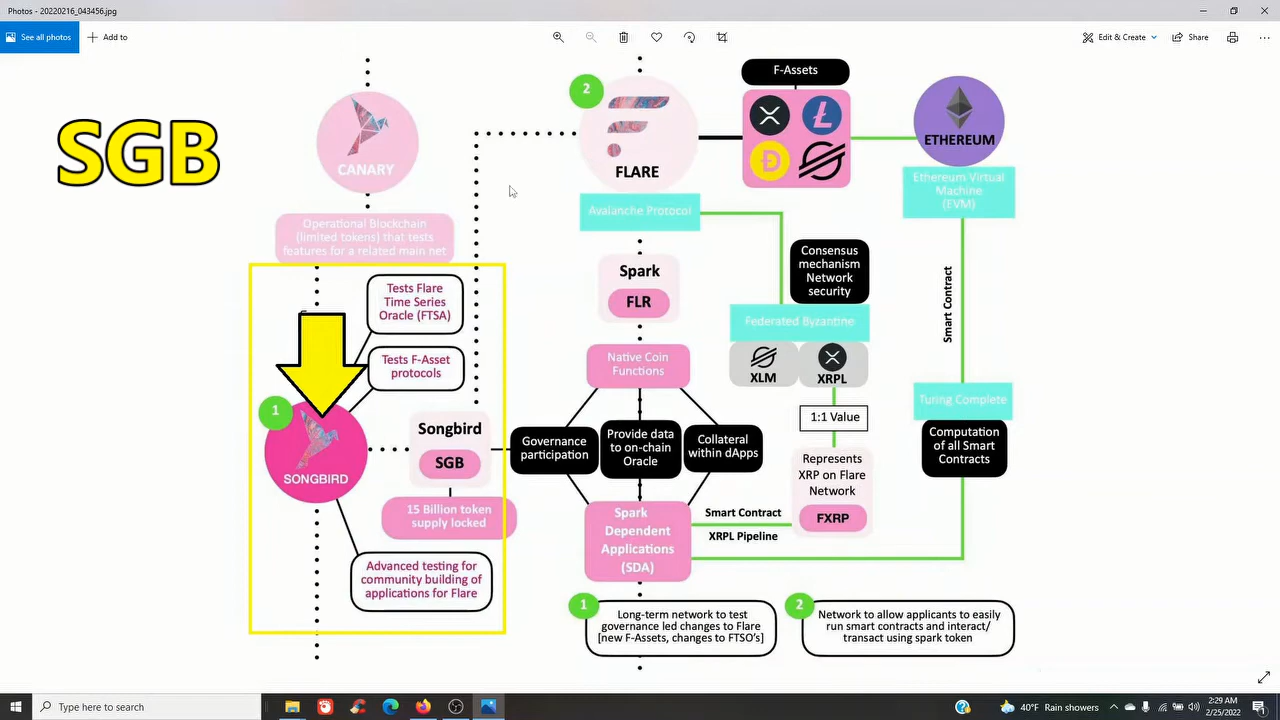 Photos - 20220216_043456.jpg
See all photos
Add to
Edit & Create
Share
SGB
CANARY
Operational Blockchain
(limited tokens) that tests
features for a related main net
Tests Flare
Time Series
Oracle (FTSA)
Tests F-Asset
protocols
1
SONGBIRD
Songbird
SGB
15 Billion token
supply locked
Advanced testing for
community building of
applications for Flare
2
FLARE
Avalanche Protocol
Spark
FLR
Native Coin
Functions
Governance
participation
Provide data
to on-chain
Oracle
Collateral
within dApps
Spark
Dependent
Applications
(SDA)
F-Assets
Consensus
mechanism
Network
security
Federated Byzantine
XLM
XRPL
1:1 Value
Represents
XRP on Flare
Network
FXRP
Smart Contract
XRPL Pipeline
ETHEREUM
Ethereum Virtual
Machine
(EVM)
Smart Contract
Turing Complete
Computation
of all Smart
Contracts
1
Long-term network to test
governance led changes to Flare
[new F-Assets, changes to FTSO's]
2
Network to allow applicants to easily
run smart contracts and interact/
transact using spark token
Type here to search
40°F Rain showers
2:29 AM
2/25/2022